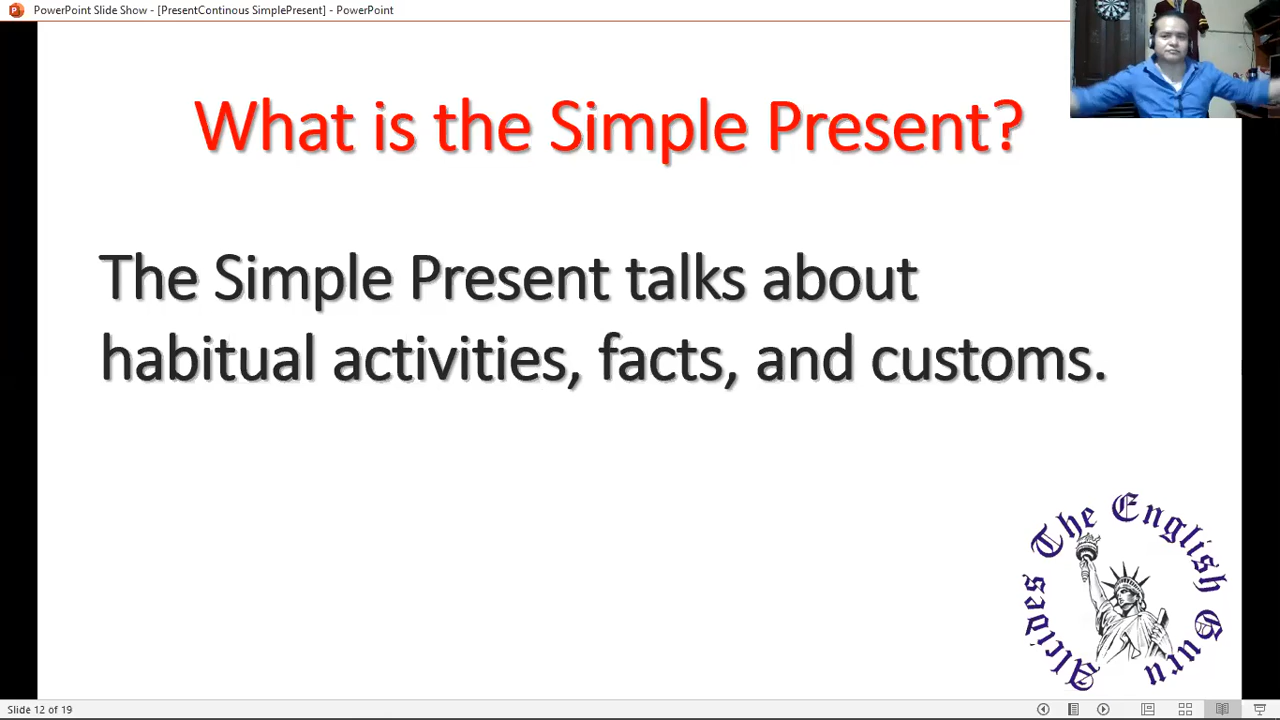 PowerPoint Slide Show - [PresentContinous SimplePresent] - PowerPoint
What is the Simple Present?
The Simple Present talks about
habitual activities, facts, and customs.
Alcides The English Guru
Slide 12 of 19